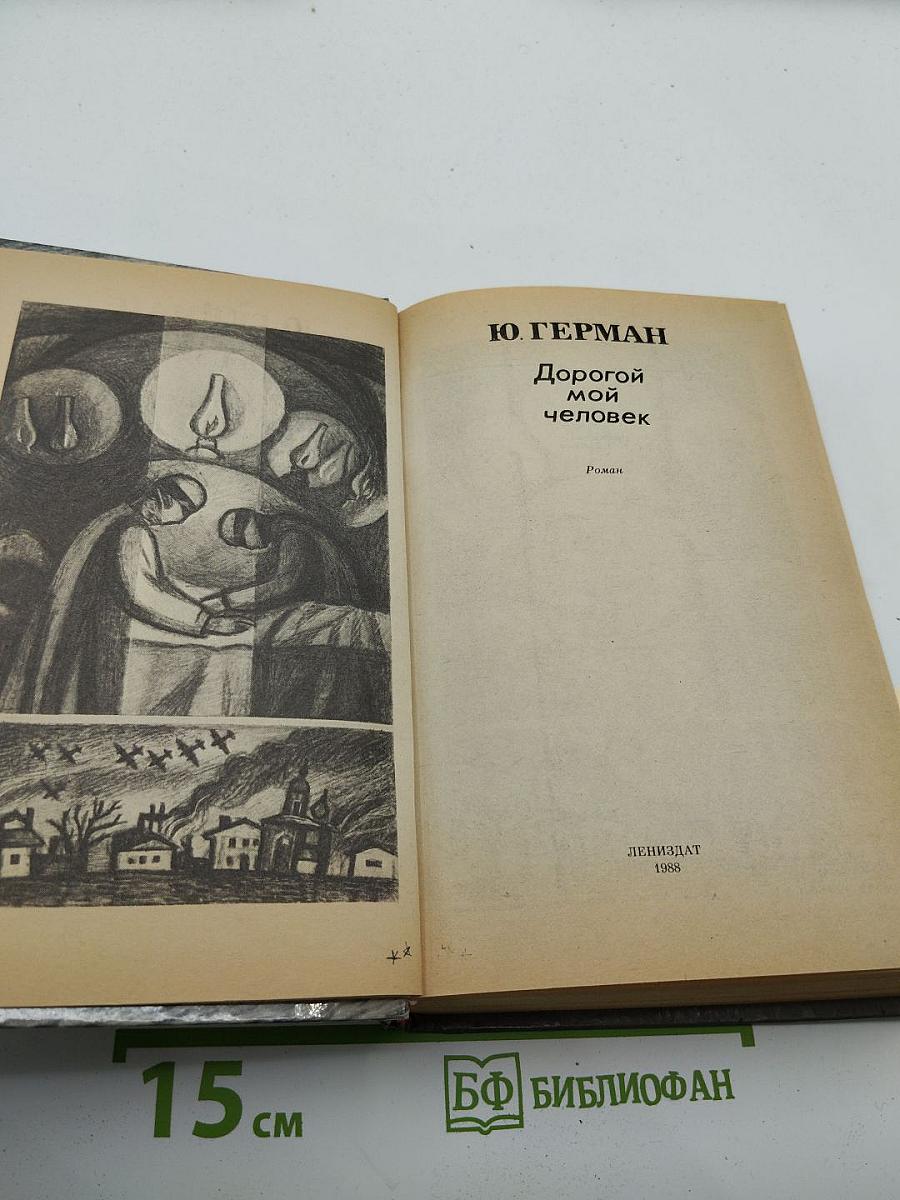 Ю. ГЕРМАН
Дорогой
мой
человек
Роман
ЛЕНИЗДАТ
1988
15 см
БФ БИБЛИОФАН